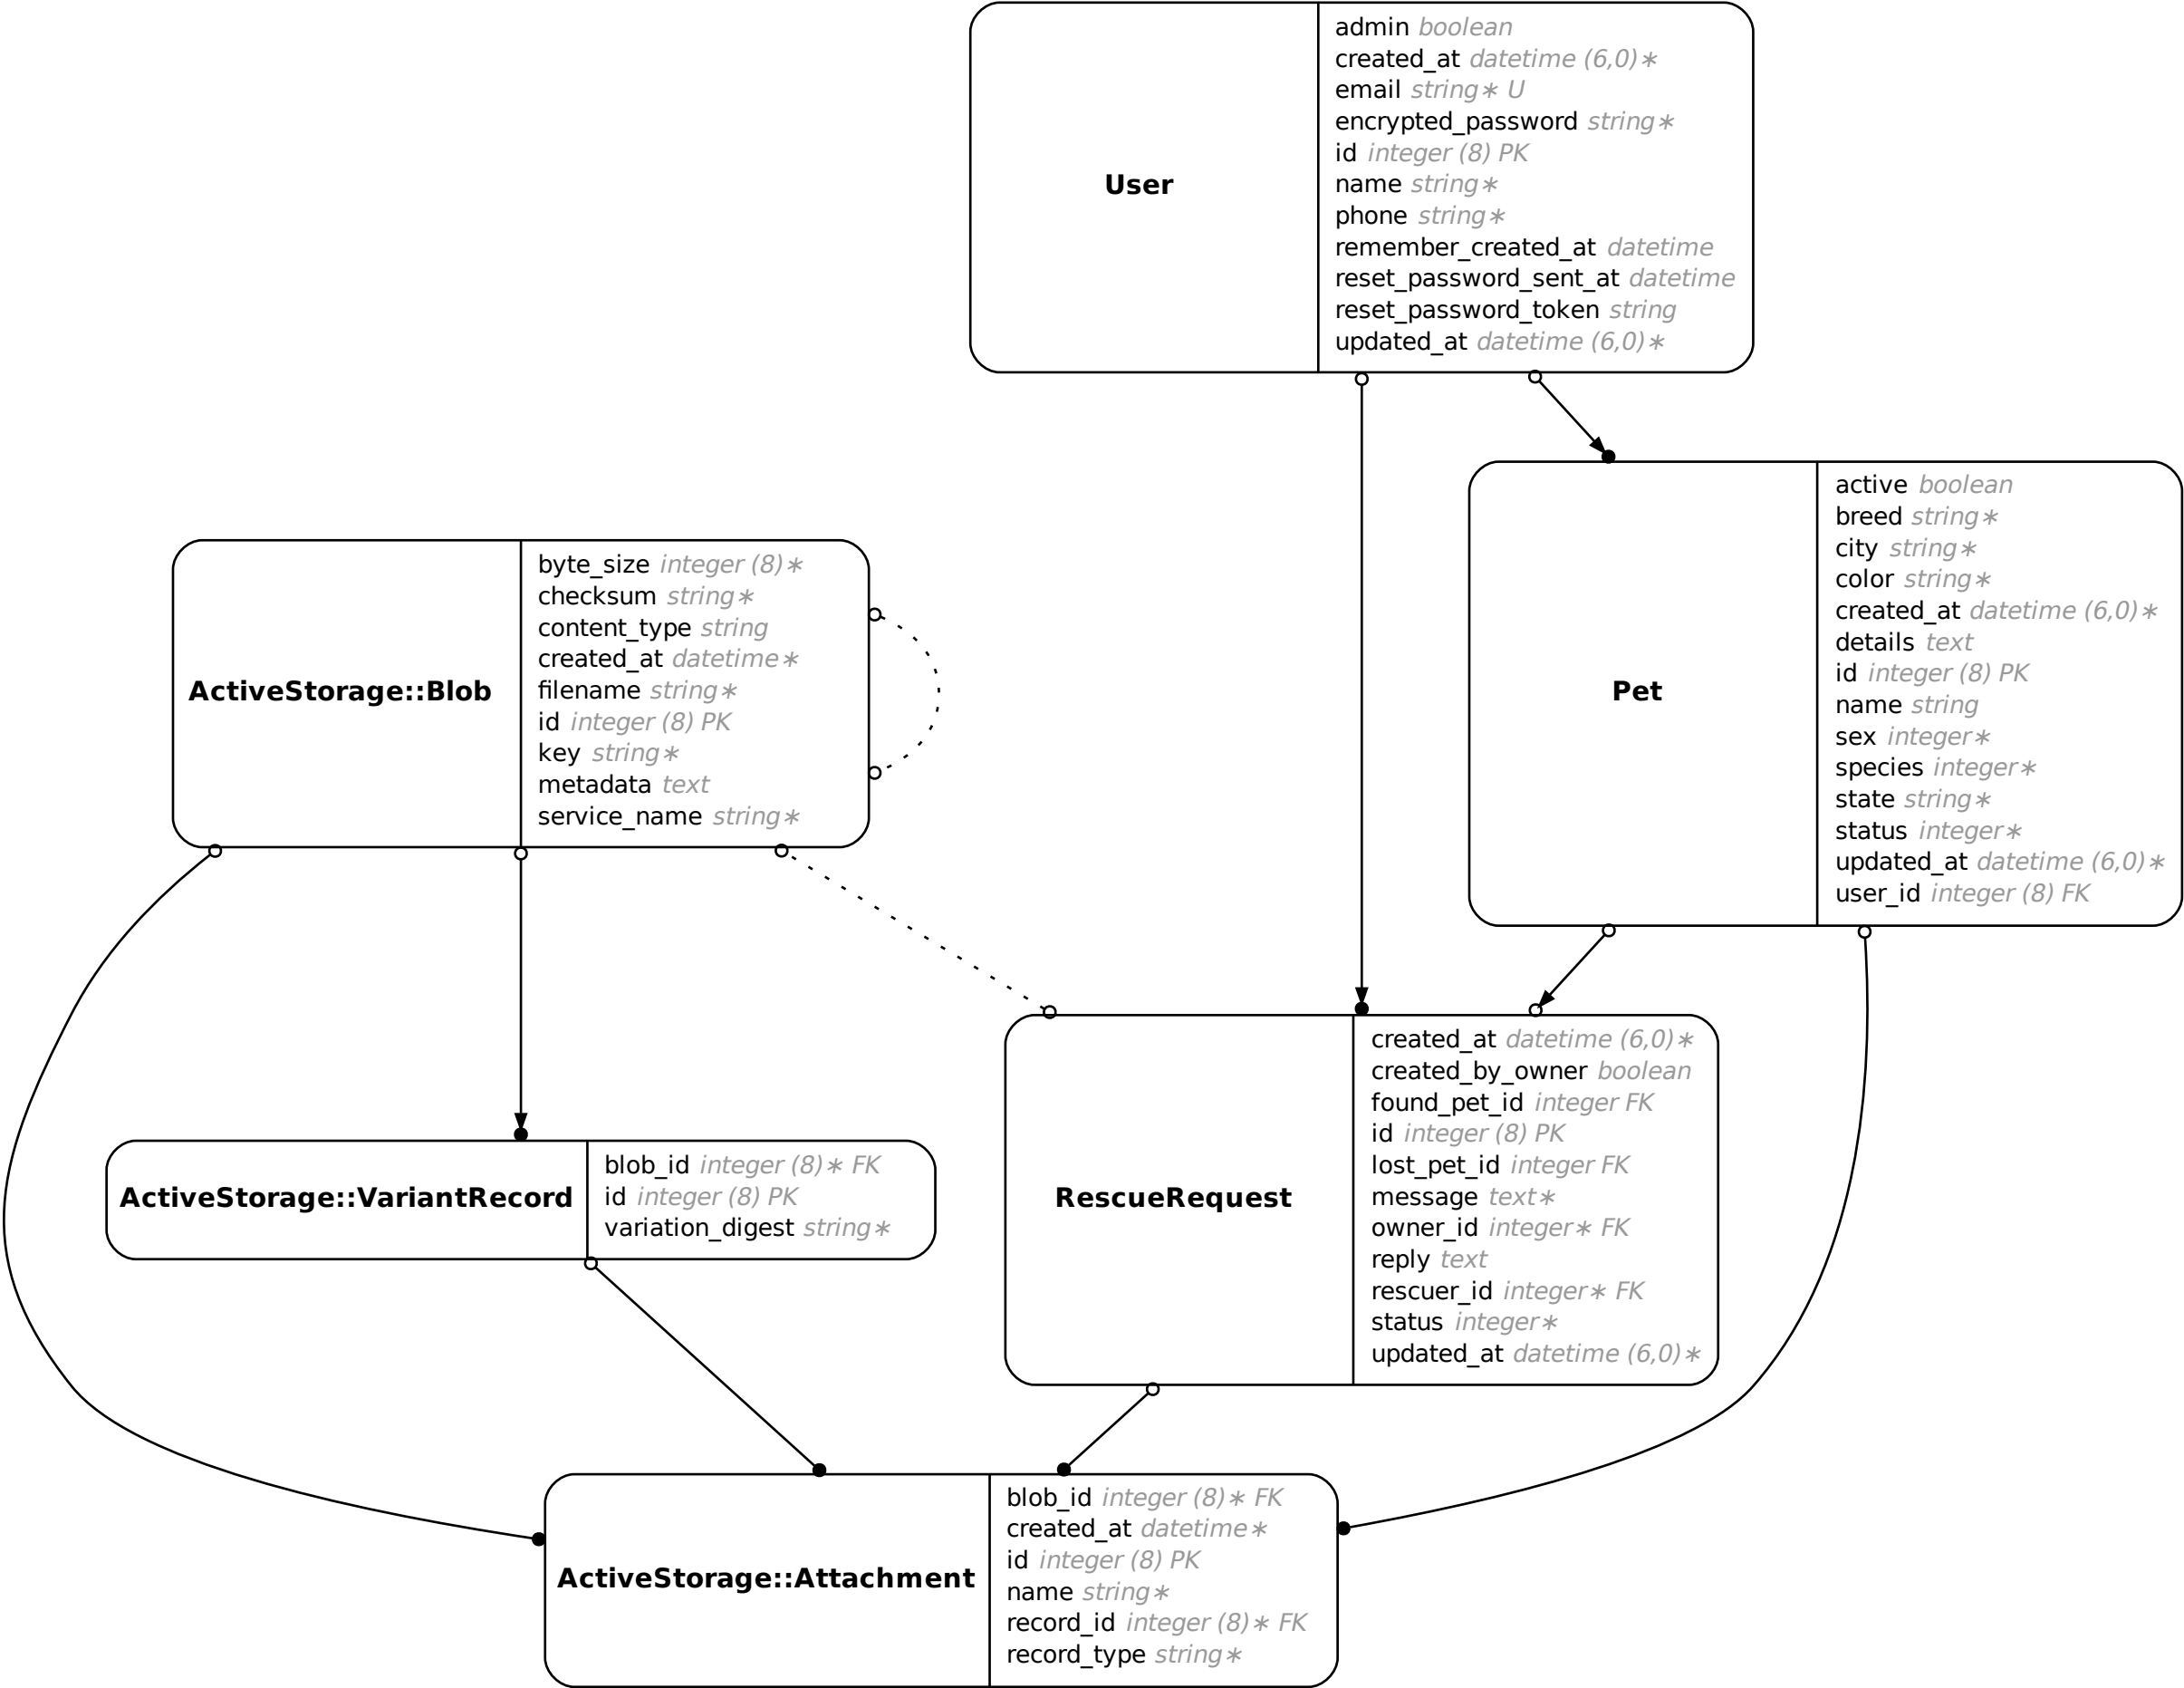 User
admin boolean
created_at datetime (6,0)∗
email string∗ U
encrypted_password string∗
id integer (8) PK
name string∗
phone string∗
remember_created_at datetime
reset_password_sent_at datetime
reset_password_token string
updated_at datetime (6,0)∗
Pet
active boolean
breed string∗
city string∗
color string∗
created_at datetime (6,0)∗
details text
id integer (8) PK
name string
sex integer∗
species integer∗
state string∗
status integer∗
updated_at datetime (6,0)∗
user_id integer (8) FK
ActiveStorage::Blob
byte_size integer (8)∗
checksum string∗
content_type string
created_at datetime∗
filename string∗
id integer (8) PK
key string∗
metadata text
service_name string∗
RescueRequest
created_at datetime (6,0)∗
created_by_owner boolean
found_pet_id integer FK
id integer (8) PK
lost_pet_id integer FK
message text∗
owner_id integer∗ FK
reply text
rescuer_id integer∗ FK
status integer∗
updated_at datetime (6,0)∗
ActiveStorage::VariantRecord
blob_id integer (8)∗ FK
id integer (8) PK
variation_digest string∗
ActiveStorage::Attachment
blob_id integer (8)∗ FK
created_at datetime∗
id integer (8) PK
name string∗
record_id integer (8)∗ FK
record_type string∗